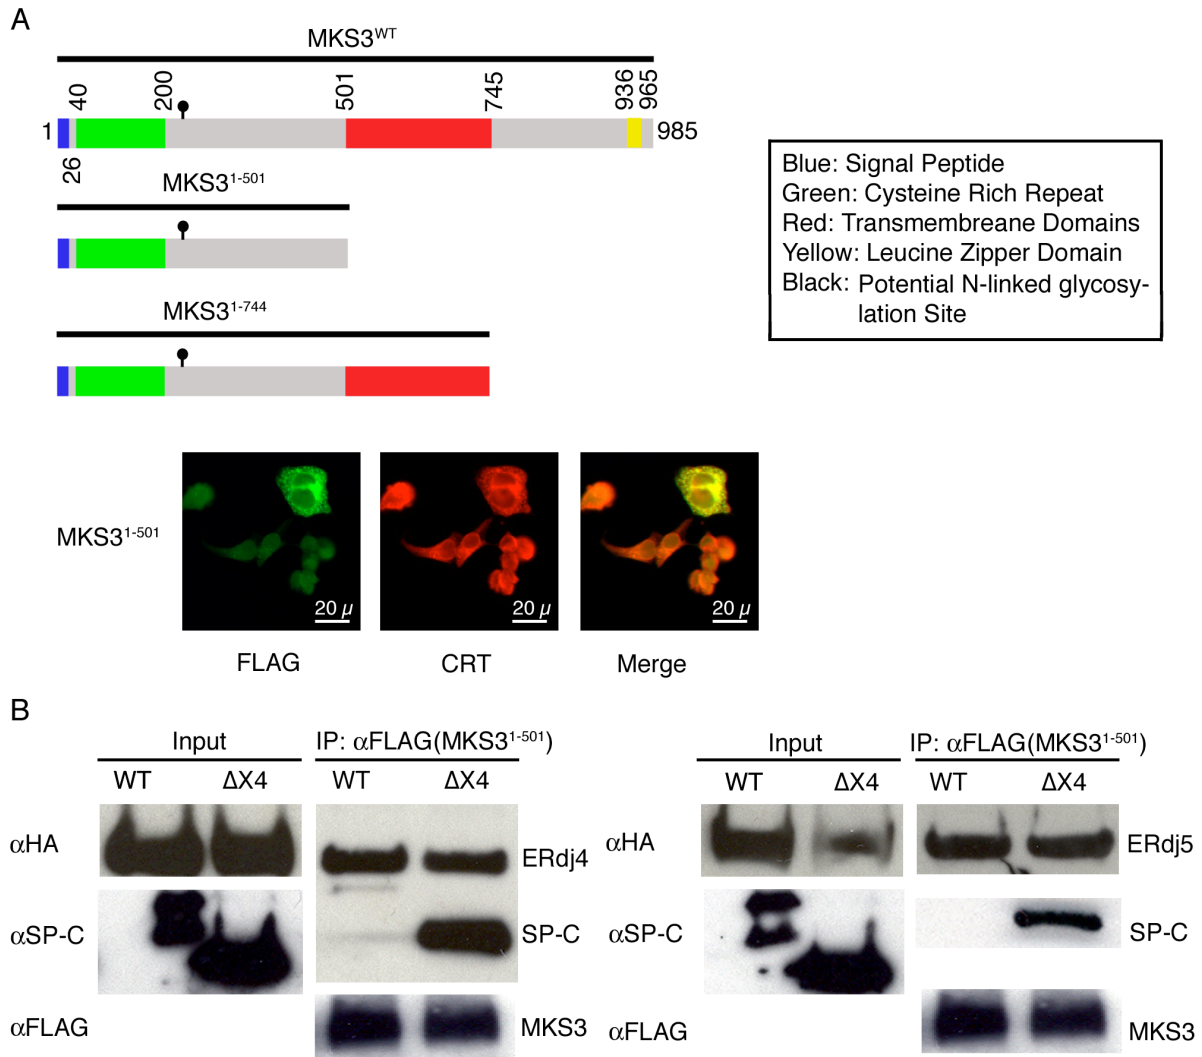 A
MKS3WT
40 200 501 745 936 965
1 985
26
MKS31-501
MKS31-744
Blue: Signal Peptide
Green: Cysteine Rich Repeat
Red: Transmembreane Domains
Yellow: Leucine Zipper Domain
Black: Potential N-linked glycosy-
lation Site
MKS31-501
20 µ 20 µ 20 µ
FLAG CRT Merge
B
Input IP: αFLAG(MKS31-501)
WT ΔX4 WT ΔX4
αHA ERdj4
αSP-C SP-C
αFLAG MKS3
Input IP: αFLAG(MKS31-501)
WT ΔX4 WT ΔX4
αHA ERdj5
αSP-C SP-C
αFLAG MKS3